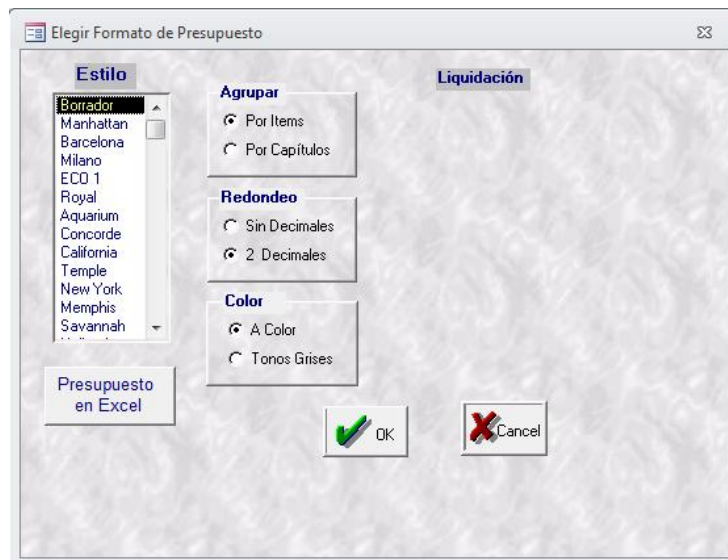 Elegir Formato de Presupuesto
Estilo
Borrador
Manhattan
Barcelona
Milano
ECO 1
Royal
Aquarium
Concorde
California
Temple
New York
Memphis
Savannah
Presupuesto
en Excel
Agrupar
Por Items
Por Capítulos
Redondeo
Sin Decimales
2 Decimales
Color
A Color
Tonos Grises
Liquidación
OK
Cancel